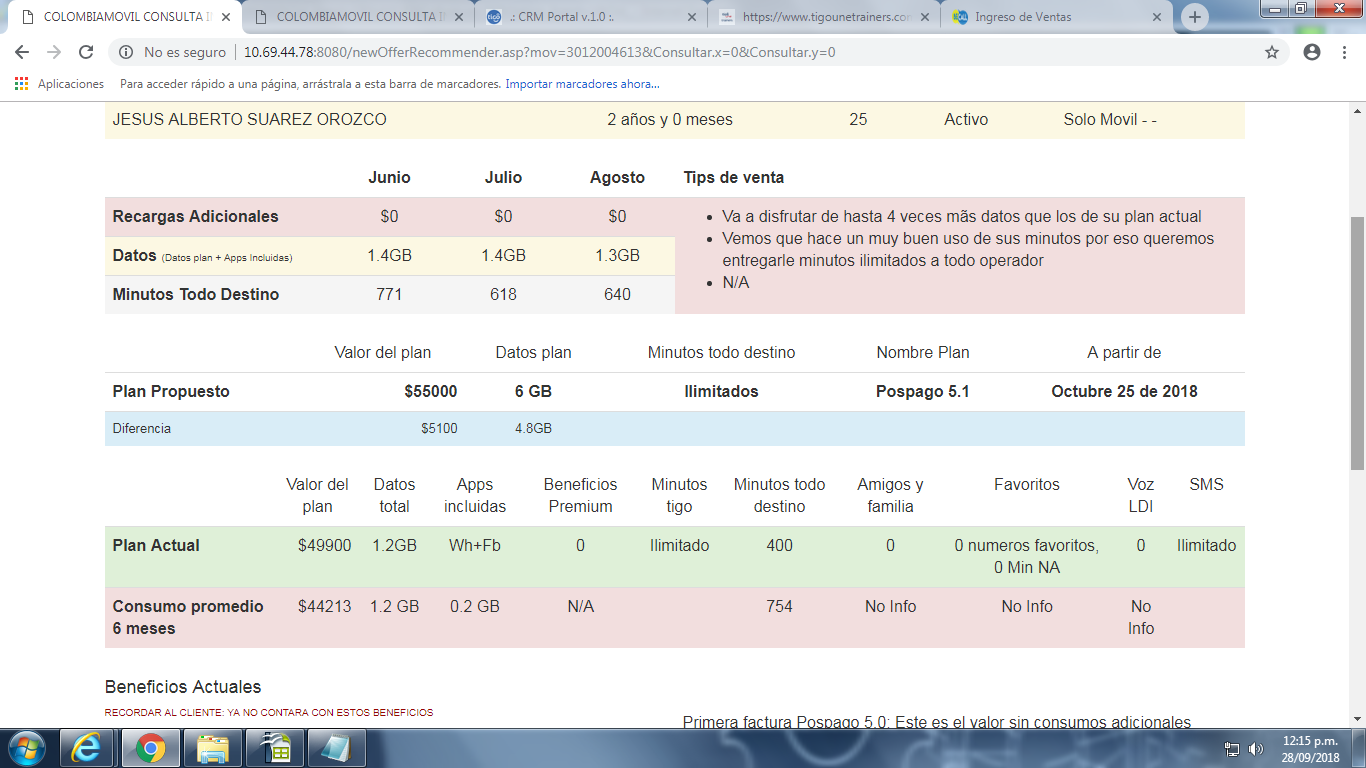 COLOMBIAMOVIL CONSULTA I
COLOMBIAMOVIL CONSULTA I
.: CRM Portal v.1.0 :.
https://www.tigounetrainers.com
Ingreso de Ventas
No es seguro | 10.69.44.78:8080/newOfferRecommender.asp?mov=3012004613&Consultar.x=0&Consultar.y=0
Aplicaciones Para acceder rápido a una página, arrástrala a esta barra de marcadores. Importar marcadores ahora...
JESUS ALBERTO SUAREZ OROZCO 2 años y 0 meses 25 Activo Solo Movil - -
Junio Julio Agosto Tips de venta
Recargas Adicionales $0 $0 $0
Datos (Datos plan + Apps Incluidas) 1.4GB 1.4GB 1.3GB
Minutos Todo Destino 771 618 640
• Va a disfrutar de hasta 4 veces mãs datos que los de su plan actual
• Vemos que hace un muy buen uso de sus minutos por eso queremos
entregarle minutos ilimitados a todo operador
• N/A
Valor del plan Datos plan Minutos todo destino Nombre Plan A partir de
Plan Propuesto $55000 6 GB Ilimitados Pospago 5.1 Octubre 25 de 2018
Diferencia $5100 4.8GB
Valor del Datos Apps Beneficios Minutos Minutos todo Amigos y Favoritos Voz SMS
plan total incluidas Premium tigo destino familia LDI
Plan Actual $49900 1.2GB Wh+Fb 0 Ilimitado 400 0 0 numeros favoritos, 0 Ilimitado
0 Min NA
Consumo promedio $44213 1.2 GB 0.2 GB N/A 754 No Info No Info No
6 meses Info
Beneficios Actuales
RECORDAR AL CLIENTE: YA NO CONTARA CON ESTOS BENEFICIOS
Primera factura Pospago 5.0: Este es el valor sin consumos adicionales
12:15 p.m.
28/09/2018